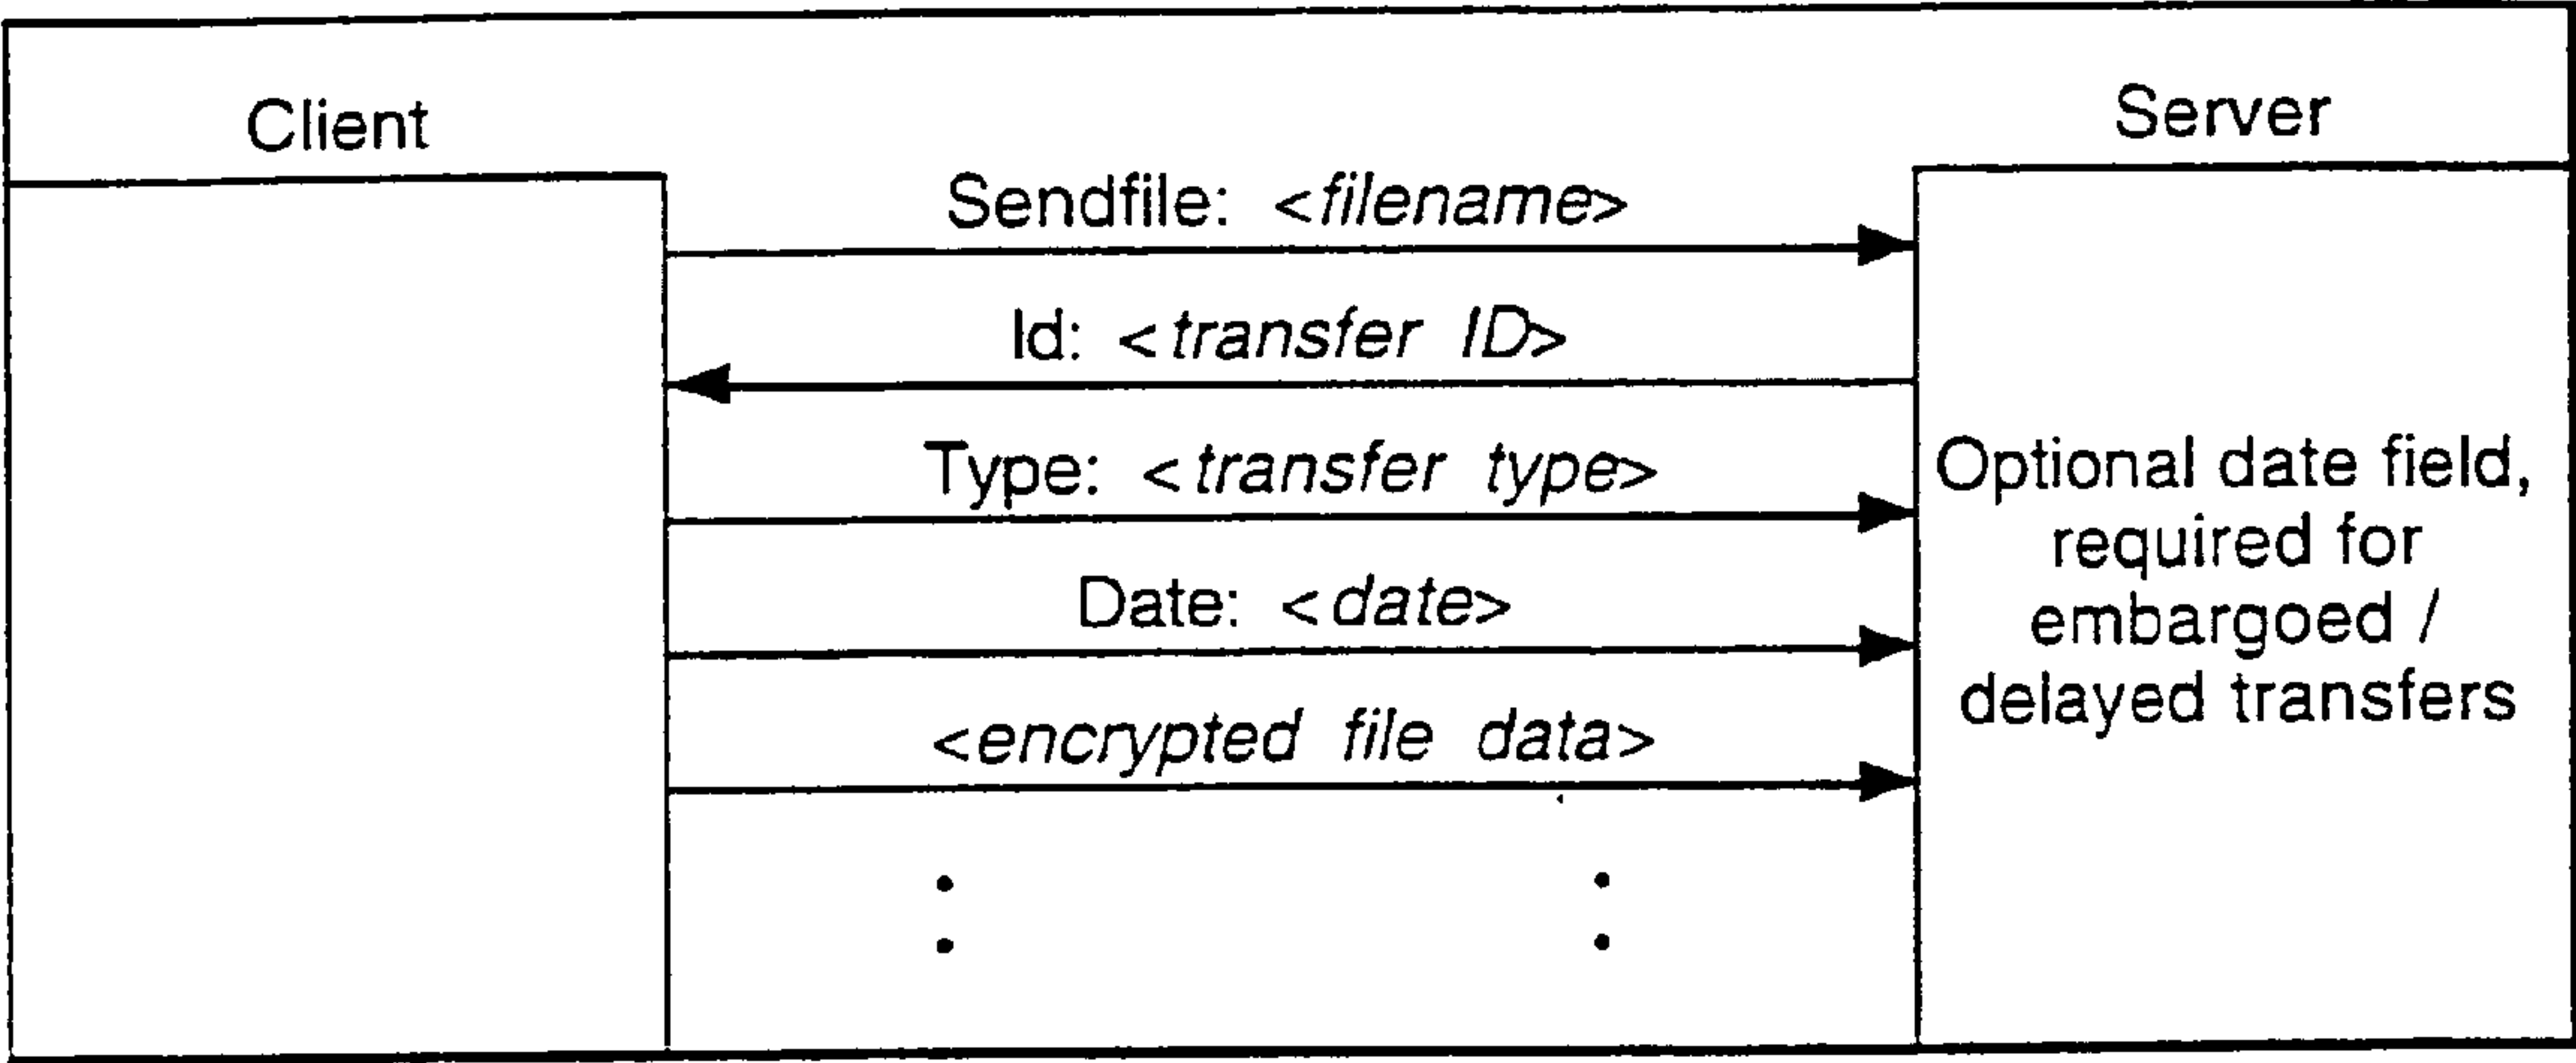 Client
Server
Sendfile: <filename>
Id: <transfer ID>
Type: <transfer type>
Date: <date>
<encrypted file data>
Optional date field,
required for
embargoed /
delayed transfers